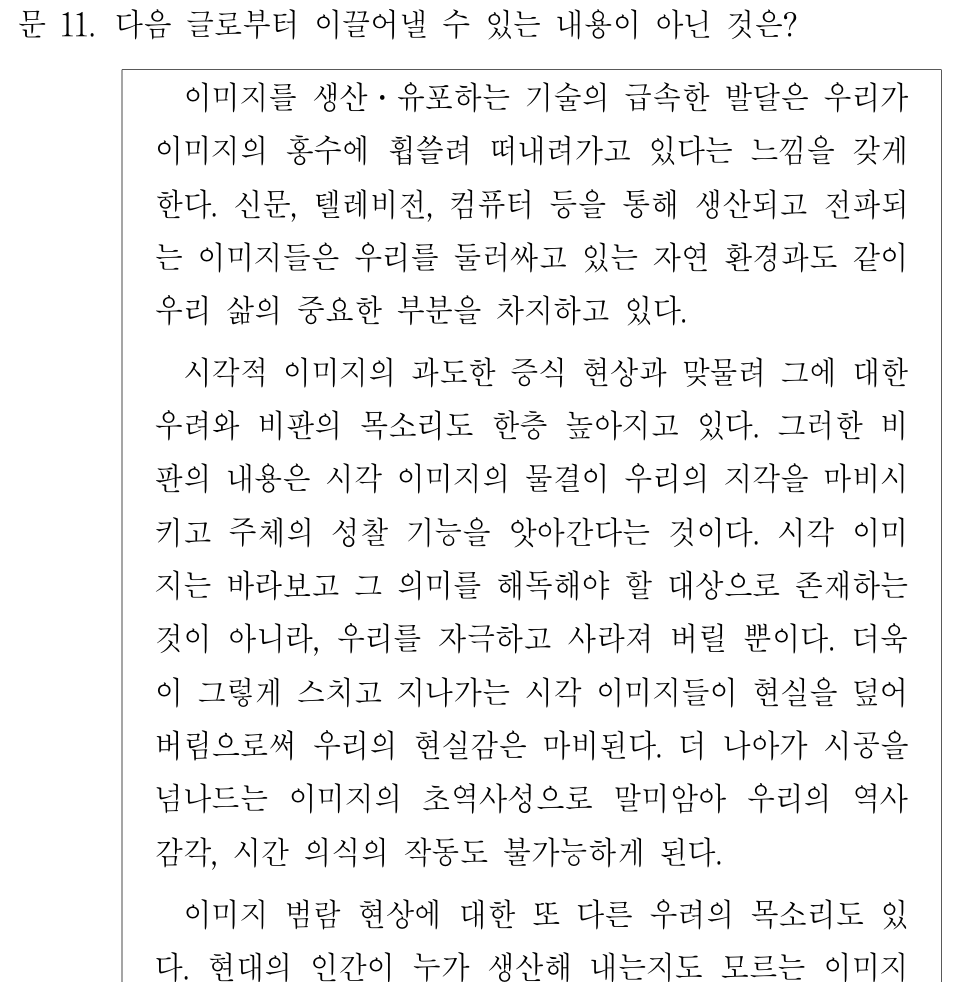 문 11. 다음 글로부터 이끌어낼 수 있는 내용이 아닌 것은?
이미지를 생산·유포하는 기술의 급속한 발달은 우리가
이미지의 홍수에 휩쓸려 떠내려가고 있다는 느낌을 갖게
한다. 신문, 텔레비전, 컴퓨터 등을 통해 생산되고 전파되
는 이미지들은 우리를 둘러싸고 있는 자연 환경과도 같이
우리 삶의 중요한 부분을 차지하고 있다.
시각적 이미지의 과도한 증식 현상과 맞물려 그에 대한
우려와 비판의 목소리도 한층 높아지고 있다. 그러한 비
판의 내용은 시각 이미지의 물결이 우리의 지각을 마비시
키고 주체의 성찰 기능을 앗아간다는 것이다. 시각 이미
지는 바라보고 그 의미를 해독해야 할 대상으로 존재하는
것이 아니라, 우리를 자극하고 사라져 버릴 뿐이다. 더욱
이 그렇게 스치고 지나가는 시각 이미지들이 현실을 덮어
버림으로써 우리의 현실감은 마비된다. 더 나아가 시공을
넘나드는 이미지의 초역사성으로 말미암아 우리의 역사
감각, 시간 의식의 작동도 불가능하게 된다.
이미지 범람 현상에 대한 또 다른 우려의 목소리도 있
다. 현대의 인간이 누가 생산해 내는지도 모르는 이미지